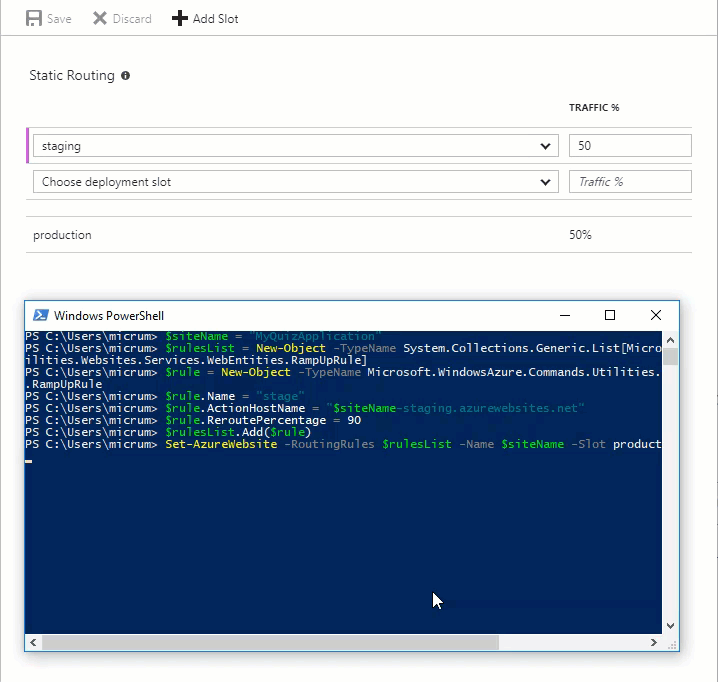 Save Discard Add Slot
Static Routing
TRAFFIC %
staging 50
Choose deployment slot Traffic %
production 50%
Windows PowerShell
PS C:\Users\micrum> $siteName = "MyQuizApplication"
PS C:\Users\micrum> $rulesList = New-Object -TypeName System.Collections.Generic.List[Micro
ilities.Websites.Services.WebEntities.RampUpRule]
PS C:\Users\micrum> $rule = New-Object -TypeName Microsoft.WindowsAzure.Commands.Utilities.
.RampUpRule
PS C:\Users\micrum> $rule.Name = "stage"
PS C:\Users\micrum> $rule.ActionHostName = "$siteName-staging.azurewebsites.net"
PS C:\Users\micrum> $rule.ReroutePercentage = 90
PS C:\Users\micrum> $rulesList.Add($rule)
PS C:\Users\micrum> Set-AzureWebsite -RoutingRules $rulesList -Name $siteName -Slot product